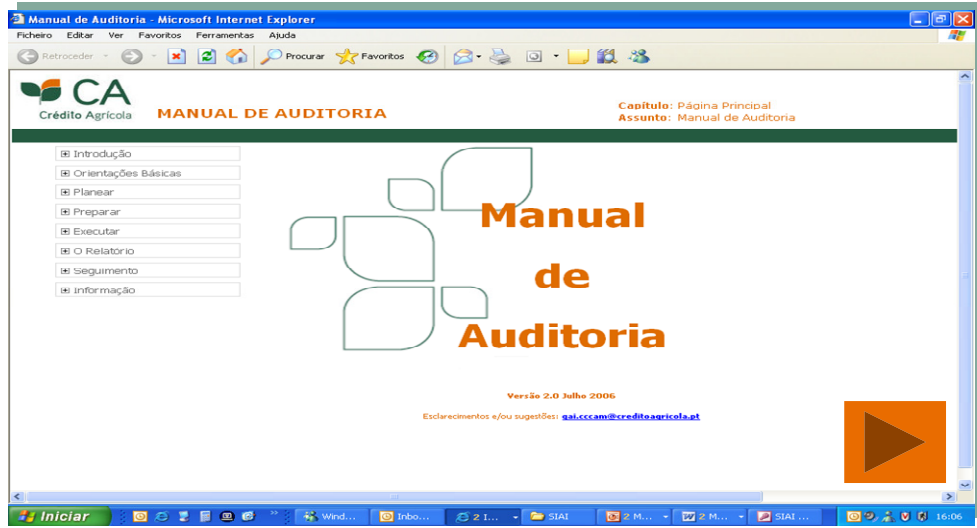 Manual de Auditoria - Microsoft Internet Explorer
Ficheiro Editar Ver Favoritos Ferramentas Ajuda
Retroceder Procurar Favoritos
CA
Crédito Agrícola
MANUAL DE AUDITORIA
Capítulo: Página Principal
Assunto: Manual de Auditoria
Introdução
Orientações Básicas
Planear
Preparar
Executar
O Relatório
Seguimento
Informação
Manual
de
Auditoria
Versão 2.0 Julho 2006
Esclarecimentos e/ou sugestões: gai.cccam@creditoagricola.pt
Iniciar Wind... Inbo... 2 I... SIAI 2 M... 2 M... SIAI ... 16:06